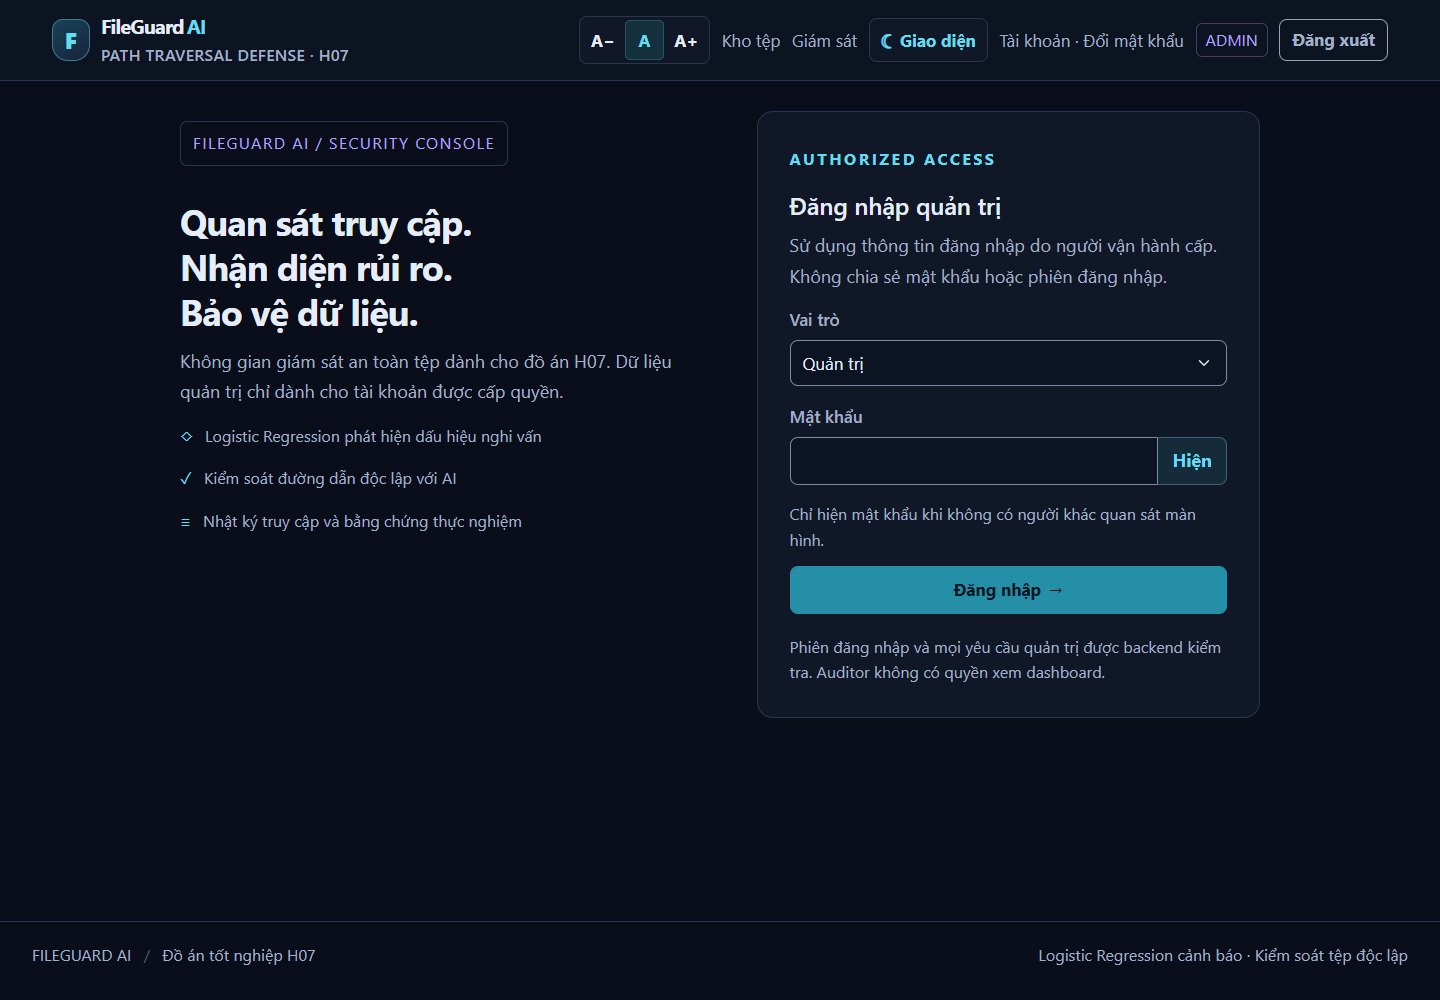 F
FileGuard AI
PATH TRAVERSAL DEFENSE · H07
A− A A+ Kho tệp Giám sát ☾ Giao diện Tài khoản · Đổi mật khẩu ADMIN Đăng xuất
FILEGUARD AI / SECURITY CONSOLE
Quan sát truy cập.
Nhận diện rủi ro.
Bảo vệ dữ liệu.
Không gian giám sát an toàn tệp dành cho đồ án H07. Dữ liệu
quản trị chỉ dành cho tài khoản được cấp quyền.
◇ Logistic Regression phát hiện dấu hiệu nghi vấn
✓ Kiểm soát đường dẫn độc lập với AI
≡ Nhật ký truy cập và bằng chứng thực nghiệm
AUTHORIZED ACCESS
Đăng nhập quản trị
Sử dụng thông tin đăng nhập do người vận hành cấp.
Không chia sẻ mật khẩu hoặc phiên đăng nhập.
Vai trò
Quản trị
Mật khẩu
Hiện
Chỉ hiện mật khẩu khi không có người khác quan sát màn
hình.
Đăng nhập →
Phiên đăng nhập và mọi yêu cầu quản trị được backend kiểm
tra. Auditor không có quyền xem dashboard.
FILEGUARD AI / Đồ án tốt nghiệp H07
Logistic Regression cảnh báo · Kiểm soát tệp độc lập